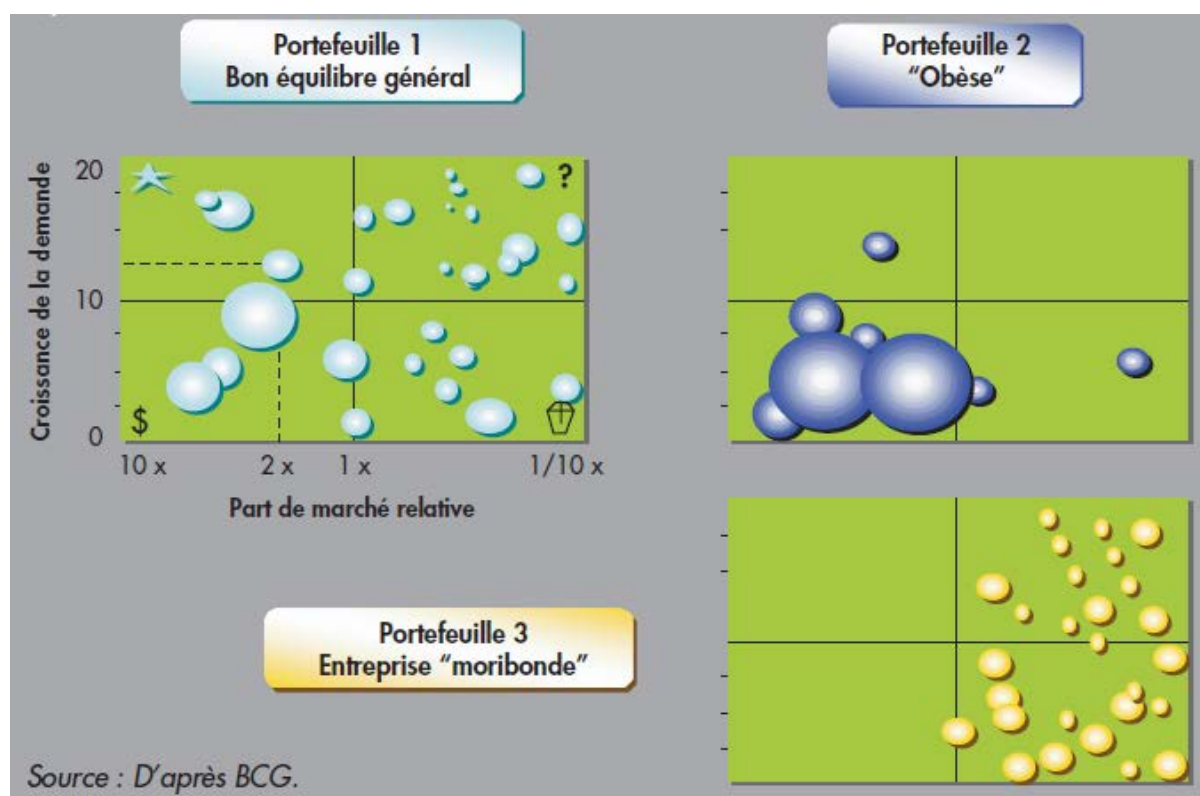 Portefeuille 1
Bon équilibre général
Portefeuille 2
“Obèse”
Croissance de la demande
20
?
10
$
0
10 x
2 x
1 x
1/10 x
Part de marché relative
Portefeuille 3
Entreprise “moribonde”
Source : D'après BCG.